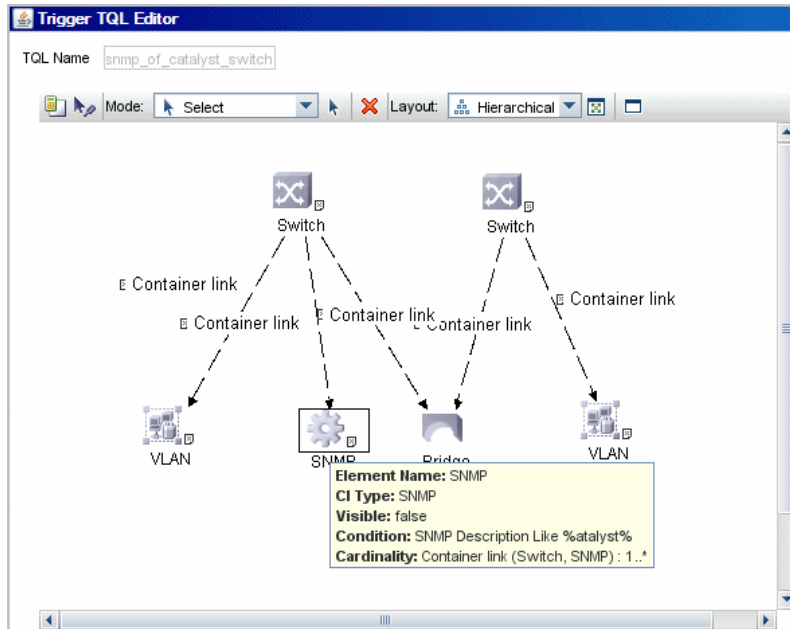 Trigger TQL Editor
TQL Name snmp_of_catalyst_switch
Mode: Select Layout: Hierarchical
Switch Switch
Container link
Container link
Container link Container link Container link
VLAN SNMP Bridge VLAN
Element Name: SNMP
CI Type: SNMP
Visible: false
Condition: SNMP Description Like %atalyst%
Cardinality: Container link (Switch, SNMP) : 1..*